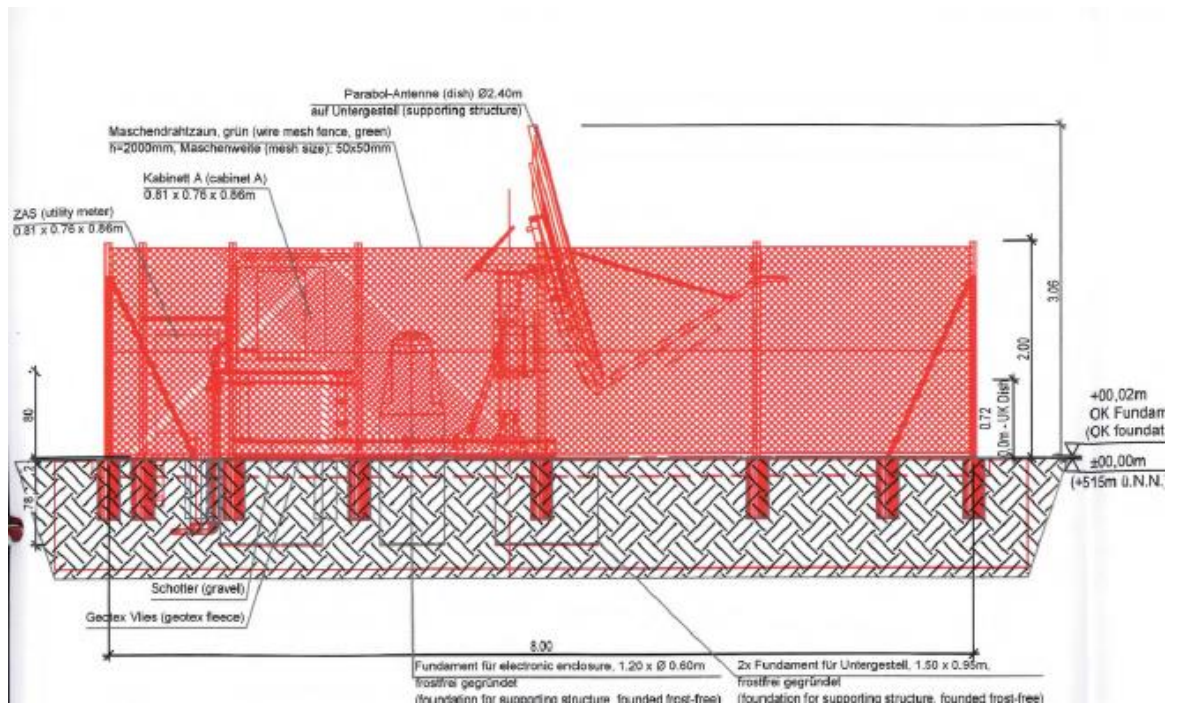 Parabol-Antenne (dish) Ø2.40m
auf Untergestell (supporting structure)
Maschendrahtzaun, grün (wire mesh fence, green)
h=2000mm, Maschenweite (mesh size): 50x50mm
Kabinett A (cabinet A)
0.81 x 0.76 x 0.86m
ZAS (utility meter)
0.81 x 0.76 x 0.86m
3.06
2.00
0.72
0.0m - UK Dish
80
.12
.78
+00,02m
OK Fundam
(OK foundat
±00,00m
(+515m ü.N.N.)
Schotter (gravel)
Geotex Vlies (geotex fleece)
8.00
Fundament für electronic enclosure, 1.20 x Ø 0.60m
frostfrei gegründet
(foundation for supporting structure, founded frost-free)
2x Fundament für Untergestell, 1.50 x 0.95m,
frostfrei gegründet
(foundation for supporting structure, founded frost-free)